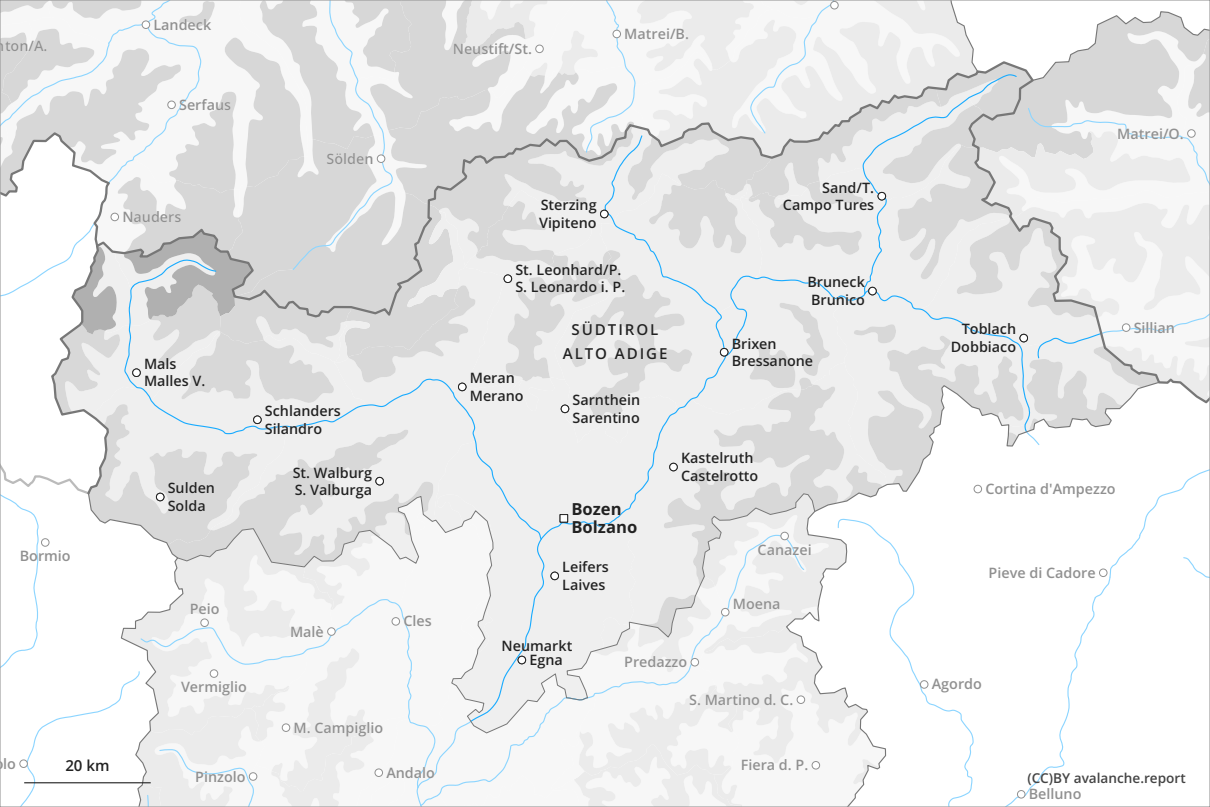 Landeck
nton/A.
Neustift/St.
Matrei/B.
Serfaus
Matrei/O.
Sölden
Nauders
Sand/T.
Campo Tures
Sterzing
Vipiteno
St. Leonhard/P.
S. Leonardo i. P.
Bruneck
Brunico
SÜDTIROL
ALTO ADIGE
Toblach
Dobbiaco
Sillian
Brixen
Bressanone
Mals
Malles V.
Meran
Merano
Sarnthein
Sarentino
Schlanders
Silandro
Kastelruth
Castelrotto
St. Walburg
S. Valburga
Sulden
Solda
Cortina d'Ampezzo
Bozen
Bolzano
Bormio
Canazei
Leifers
Laives
Pieve di Cadore
Peio
Moena
Malè
Cles
Neumarkt
Egna
Predazzo
Vermiglio
Agordo
S. Martino d. C.
M. Campiglio
olo
20 km
Pinzolo
Andalo
Fiera d. P.
(CC)BY avalanche.report
Belluno